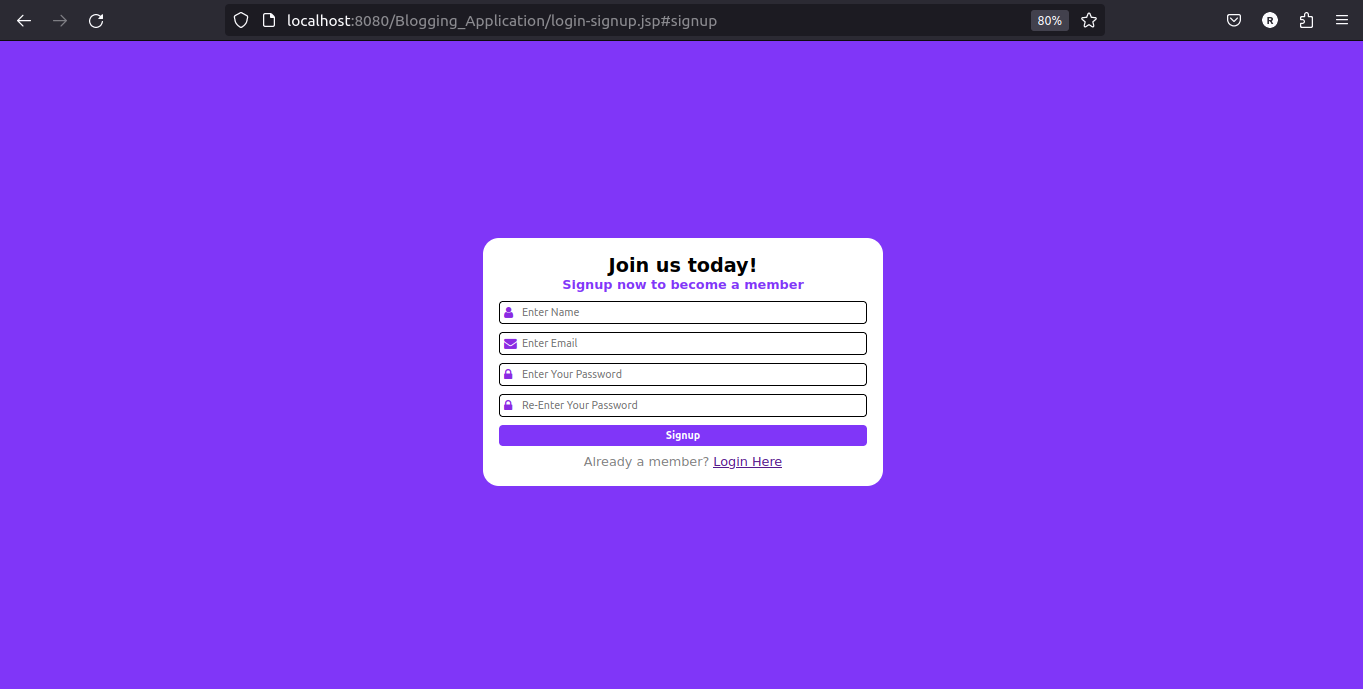 localhost:8080/Blogging_Application/login-signup.jsp#signup
80%
R
Join us today!
Signup now to become a member
Enter Name
Enter Email
Enter Your Password
Re-Enter Your Password
Signup
Already a member? Login Here